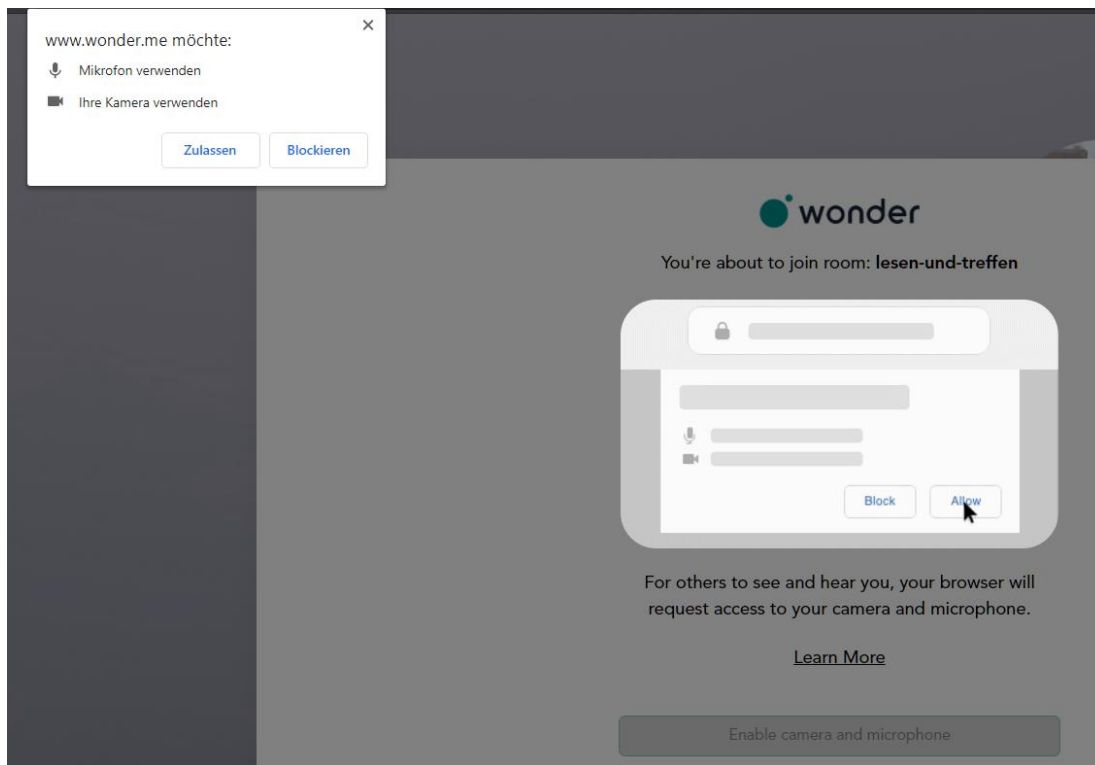 www.wonder.me möchte:
Mikrofon verwenden
Ihre Kamera verwenden
Zulassen Blockieren
wonder
You're about to join room: lesen-und-treffen
Block Allow
For others to see and hear you, your browser will
request access to your camera and microphone.
Learn More
Enable camera and microphone